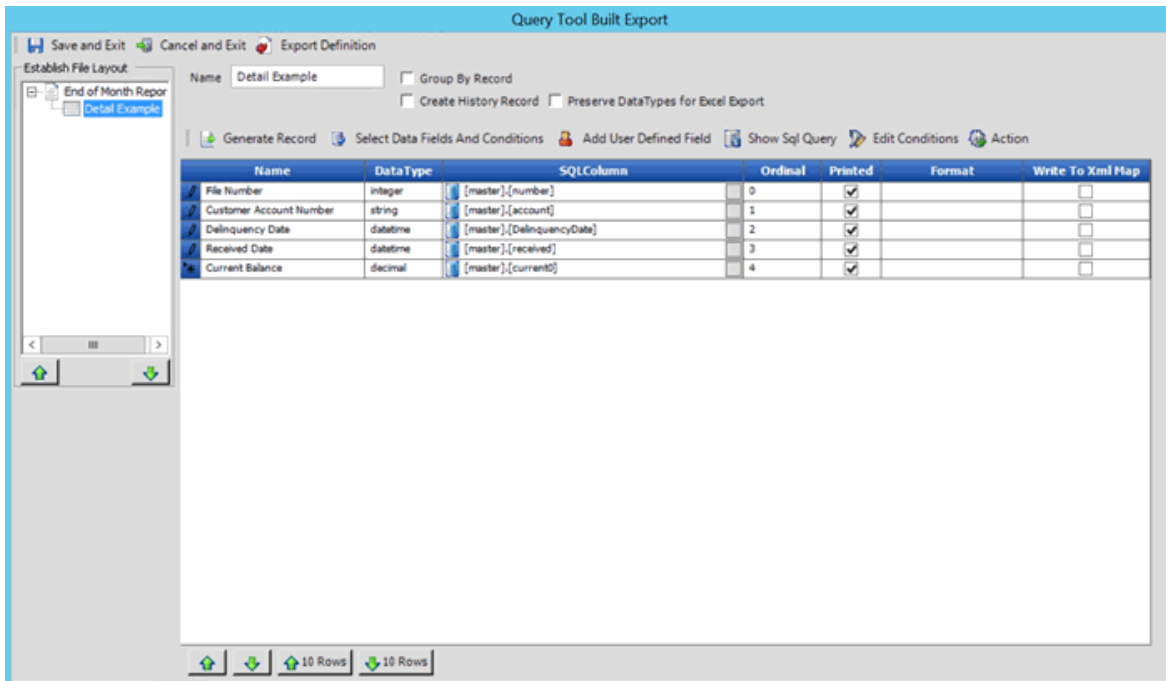 Query Tool Built Export
Save and Exit Cancel and Exit Export Definition
Establish File Layout
End of Month Repor
Detail Example
Name Detail Example Group By Record
Create History Record Preserve DataTypes for Excel Export
Generate Record Select Data Fields And Conditions Add User Defined Field Show Sql Query Edit Conditions Action
Name DataType SQLColumn Ordinal Printed Format Write To Xml Map
File Number integer [master].[number] 0
Customer Account Number string [master].[account] 1
Delinquency Date datetime [master].[DelinquencyDate] 2
Received Date datetime [master].[received] 3
Current Balance decimal [master].[current0] 4
10 Rows 10 Rows